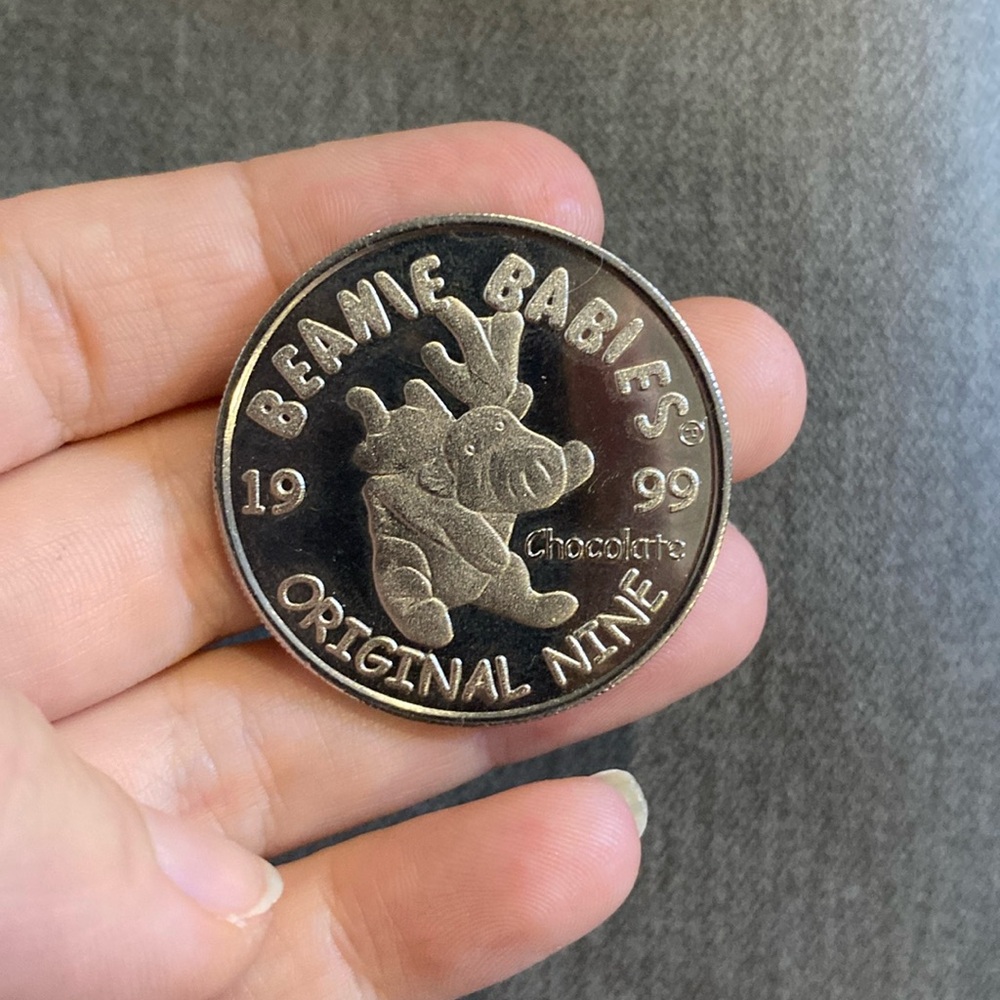 BEANIE BABIES®
19 99
Chocolate
ORIGINAL NINE